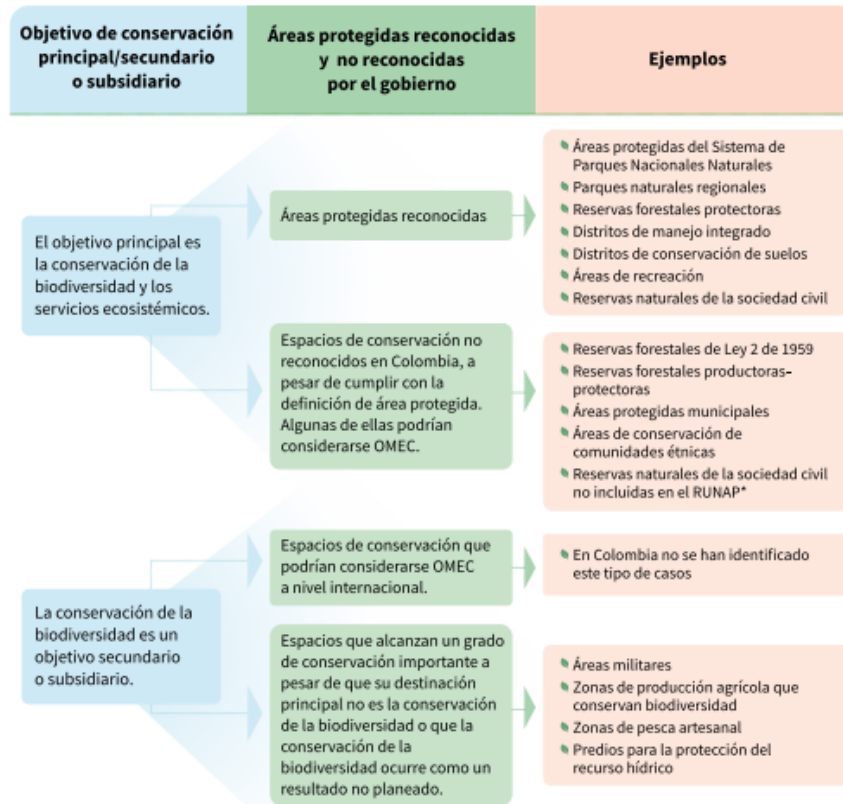 Objetivo de conservación
principal/secundario
o subsidiario
Áreas protegidas reconocidas
y no reconocidas
por el gobierno
Ejemplos
El objetivo principal es
la conservación de la
biodiversidad y los
servicios ecosistémicos.
Áreas protegidas reconocidas
Áreas protegidas del Sistema de
Parques Nacionales Naturales
Parques naturales regionales
Reservas forestales protectoras
Distritos de manejo integrado
Distritos de conservación de suelos
Áreas de recreación
Reservas naturales de la sociedad civil
Espacios de conservación no
reconocidos en Colombia, a
pesar de cumplir con la
definición de área protegida.
Algunas de ellas podrían
considerarse OMEC.
Reservas forestales de Ley 2 de 1959
Reservas forestales productoras-
protectoras
Áreas protegidas municipales
Áreas de conservación de
comunidades étnicas
Reservas naturales de la sociedad civil
no incluidas en el RUNAP*
La conservación de la
biodiversidad es un
objetivo secundario
o subsidiario.
Espacios de conservación que
podrían considerarse OMEC
a nivel internacional.
En Colombia no se han identificado
este tipo de casos
Espacios que alcanzan un grado
de conservación importante a
pesar de que su destinación
principal no es la conservación
de la biodiversidad o que la
conservación de la
biodiversidad ocurre como un
resultado no planeado.
Áreas militares
Zonas de producción agrícola que
conservan biodiversidad
Zonas de pesca artesanal
Predios para la protección del
recurso hídrico